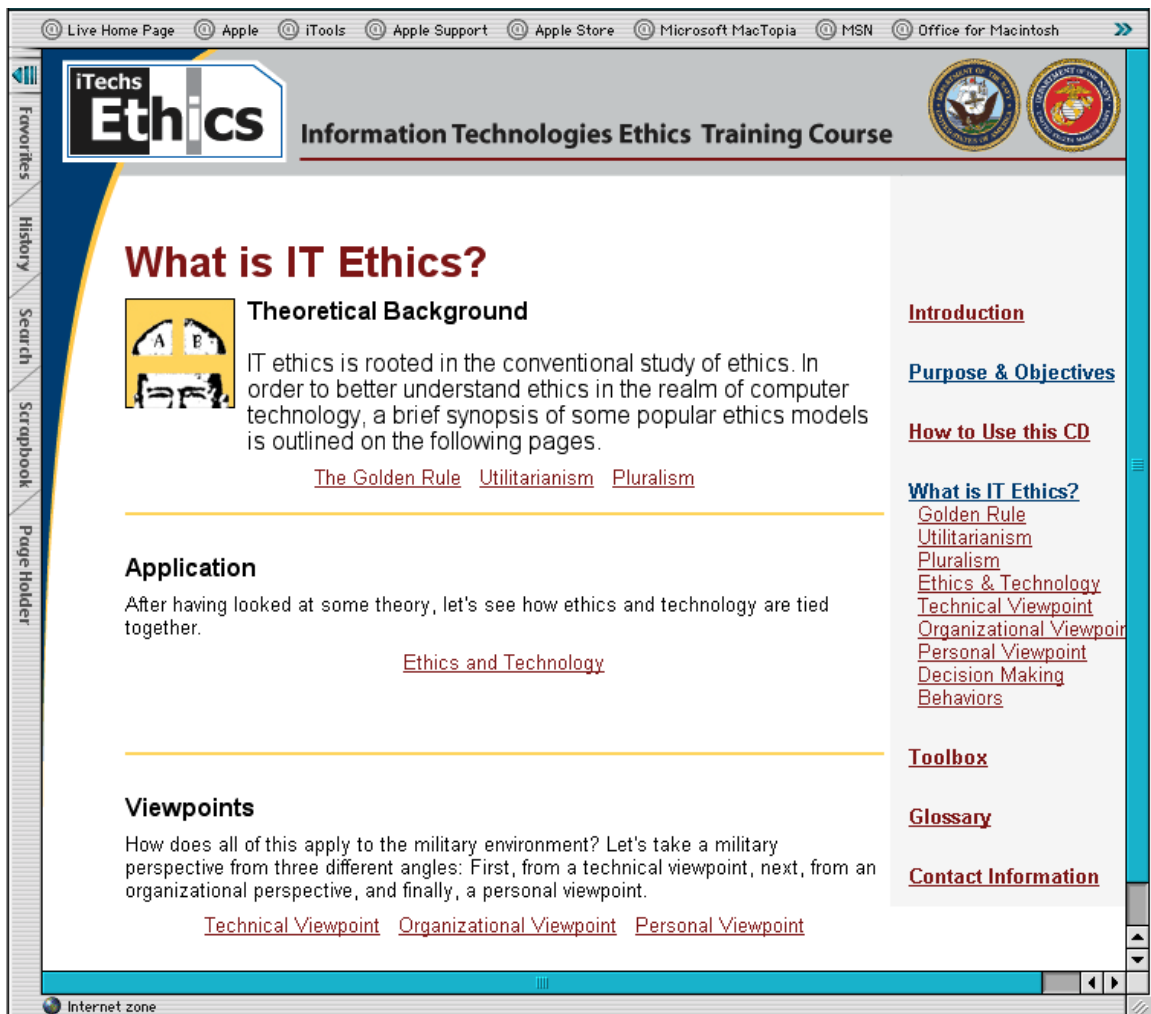 Live Home Page Apple iTools Apple Support Apple Store Microsoft MacTopia MSN Office for Macintosh
Favorites
History
Search
Scrapbook
Page Holder
iTechs
Ethics
Information Technologies Ethics Training Course
What is IT Ethics?
A B
Theoretical Background
IT ethics is rooted in the conventional study of ethics. In
order to better understand ethics in the realm of computer
technology, a brief synopsis of some popular ethics models
is outlined on the following pages.
The Golden Rule Utilitarianism Pluralism
Application
After having looked at some theory, let's see how ethics and technology are tied
together.
Ethics and Technology
Viewpoints
How does all of this apply to the military environment? Let's take a military
perspective from three different angles: First, from a technical viewpoint, next, from an
organizational perspective, and finally, a personal viewpoint.
Technical Viewpoint Organizational Viewpoint Personal Viewpoint
Introduction
Purpose & Objectives
How to Use this CD
What is IT Ethics?
Golden Rule
Utilitarianism
Pluralism
Ethics & Technology
Technical Viewpoint
Organizational Viewpoin
Personal Viewpoint
Decision Making
Behaviors
Toolbox
Glossary
Contact Information
Internet zone